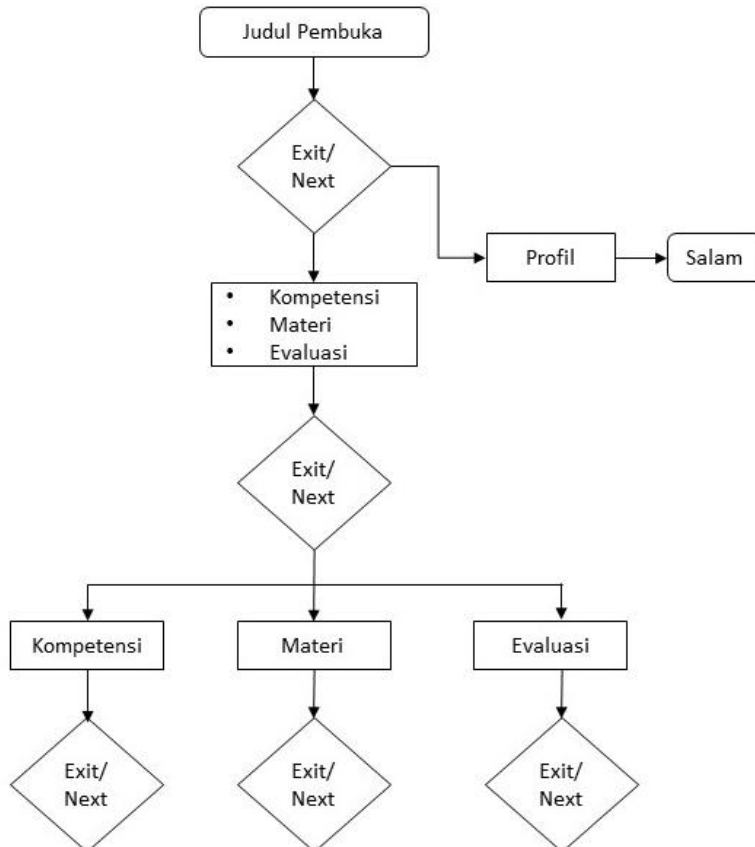 Judul Pembuka
Exit/
Next
Profil
Salam
• Kompetensi
• Materi
• Evaluasi
Exit/
Next
Kompetensi
Materi
Evaluasi
Exit/
Next
Exit/
Next
Exit/
Next